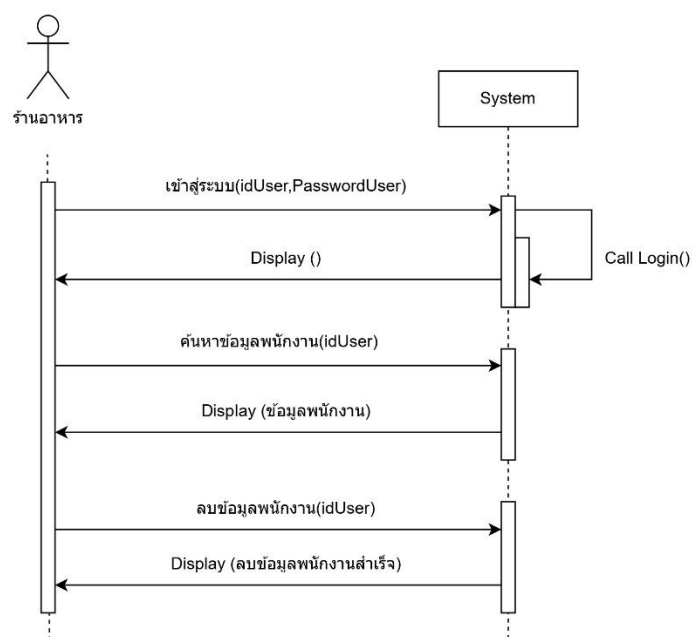 ร้านอาหาร
System
เข้าสู่ระบบ(idUser,PasswordUser)
Display ()
Call Login()
ค้นหาข้อมูลพนักงาน(idUser)
Display (ข้อมูลพนักงาน)
ลบข้อมูลพนักงาน(idUser)
Display (ลบข้อมูลพนักงานสำเร็จ)